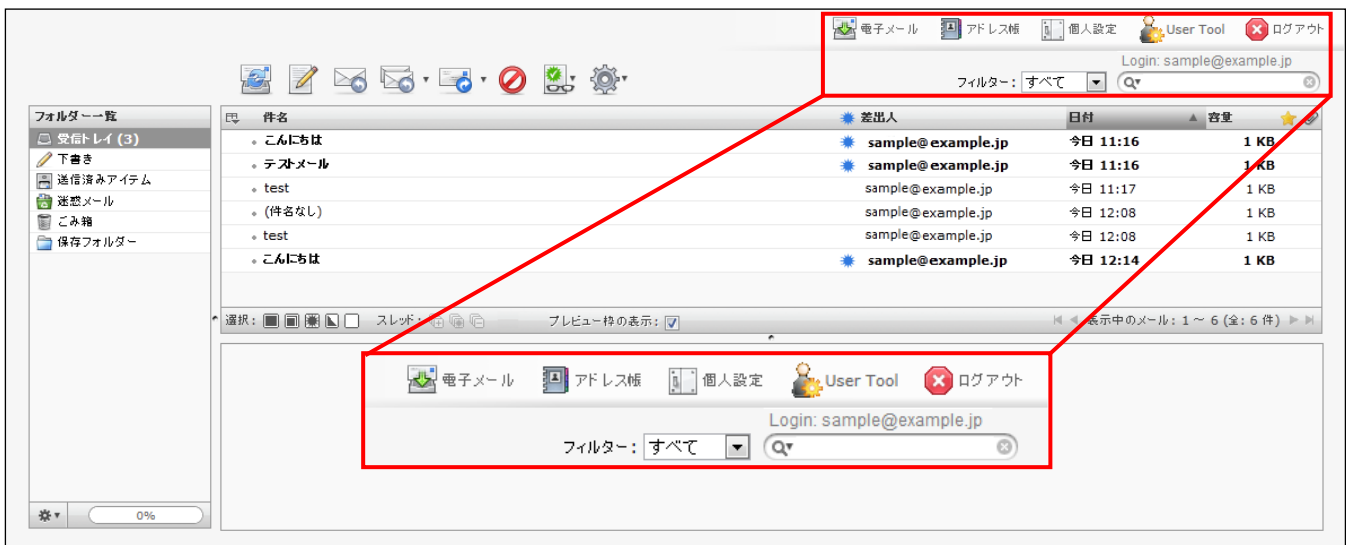 電子メール アドレス帳 個人設定 User Tool ログアウト
Login: sample@example.jp
フィルター: すべて
フォルダー一覧
受信トレイ (3)
下書き
送信済みアイテム
迷惑メール
ごみ箱
保存フォルダー
件名 差出人 日付 容量
こんにちは sample@example.jp 今日 11:16 1 KB
テストメール sample@example.jp 今日 11:16 1 KB
test sample@example.jp 今日 11:17 1 KB
(件名なし) sample@example.jp 今日 12:08 1 KB
test sample@example.jp 今日 12:08 1 KB
こんにちは sample@example.jp 今日 12:14 1 KB
選択: スレッド: プレビュー枠の表示: 表示中のメール: 1 ～ 6 (全: 6 件)
電子メール アドレス帳 個人設定 User Tool ログアウト
Login: sample@example.jp
フィルター: すべて
0%